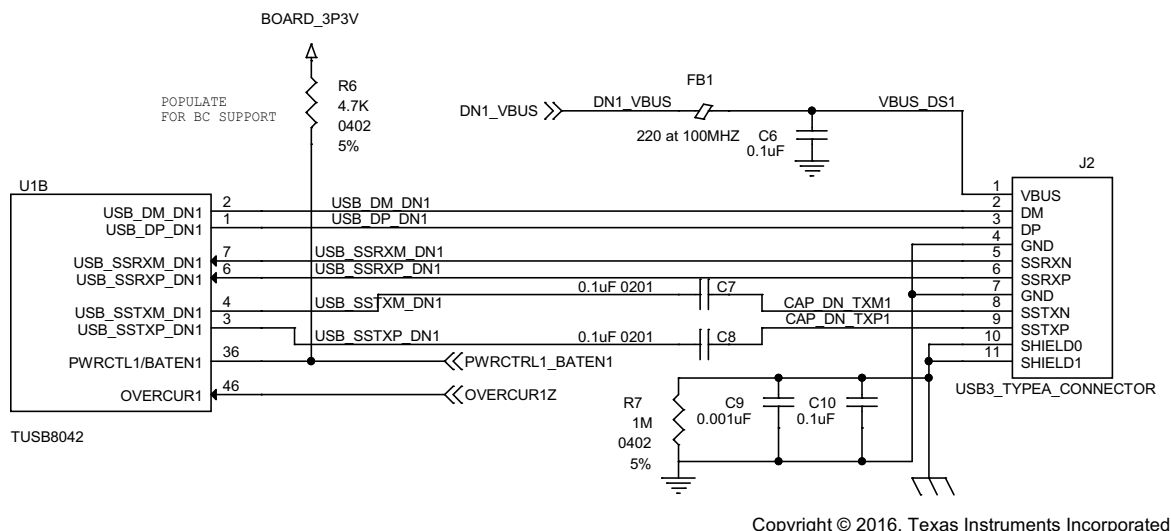 BOARD_3P3V
R6
4.7K
0402
5%
POPULATE
FOR BC SUPPORT
FB1
DN1_VBUS
DN1_VBUS
VBUS_DS1
220 at 100MHZ
C6
0.1uF
J2
U1B
USB_DM_DN1
USB_DP_DN1
USB_SSRXM_DN1
USB_SSRXP_DN1
USB_SSTXM_DN1
USB_SSTXP_DN1
PWRCTL1/BATEN1
OVERCUR1
TUSB8042
2
1
7
6
4
3
36
46
USB_DM_DN1
USB_DP_DN1
USB_SSRXM_DN1
USB_SSRXP_DN1
USB_SSTXM_DN1
USB_SSTXP_DN1
0.1uF 0201
C7
0.1uF 0201
C8
CAP_DN_TXM1
CAP_DN_TXP1
PWRCTRL1_BATEN1
OVERCUR1Z
1
2
3
4
5
6
7
8
9
10
11
VBUS
DM
DP
GND
SSRXN
SSRXP
GND
SSTXN
SSTXP
SHIELD0
SHIELD1
USB3_TYPEA_CONNECTOR
R7
1M
0402
5%
C9
0.001uF
C10
0.1uF
Copyright © 2016, Texas Instruments Incorporated